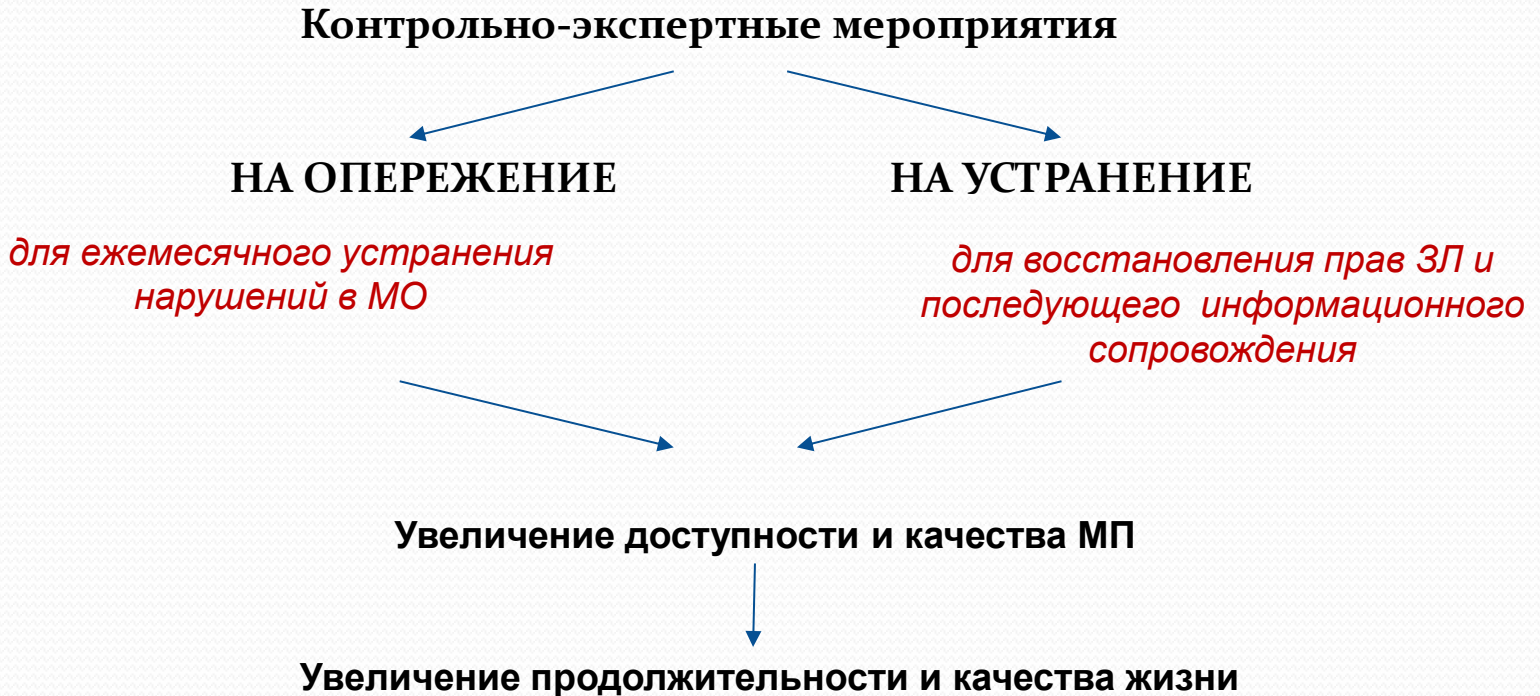 Контрольно-экспертные мероприятия
НА ОПЕРЕЖЕНИЕ
НА УСТРАНЕНИЕ
для ежемесячного устранения
нарушений в МО
для восстановления прав ЗЛ и
последующего информационного
сопровождения
Увеличение доступности и качества МП
Увеличение продолжительности и качества жизни